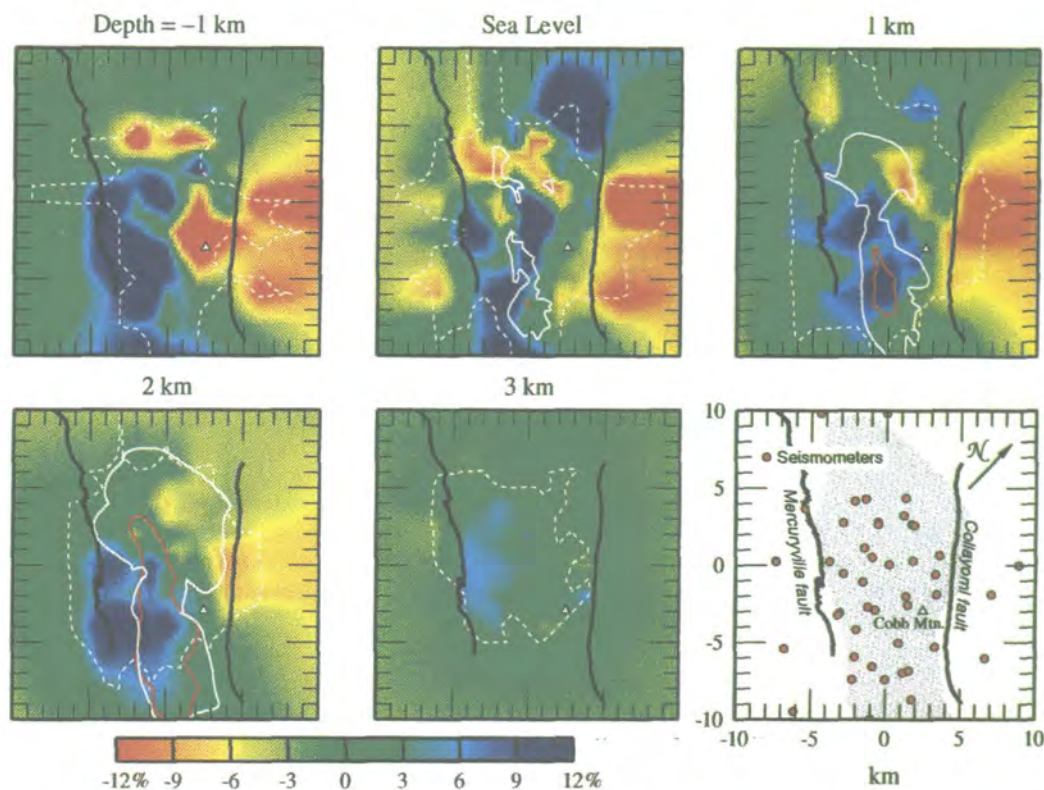 Depth = –1 km
Sea Level
1 km
2 km
3 km
10
5
0
-5
-10
-10
-5
0
5
10
km
Seismometers
N
Mercuryville fault
Collayomi fault
Cobb Mtn.
-12%
-9
-6
-3
0
3
6
9
12%